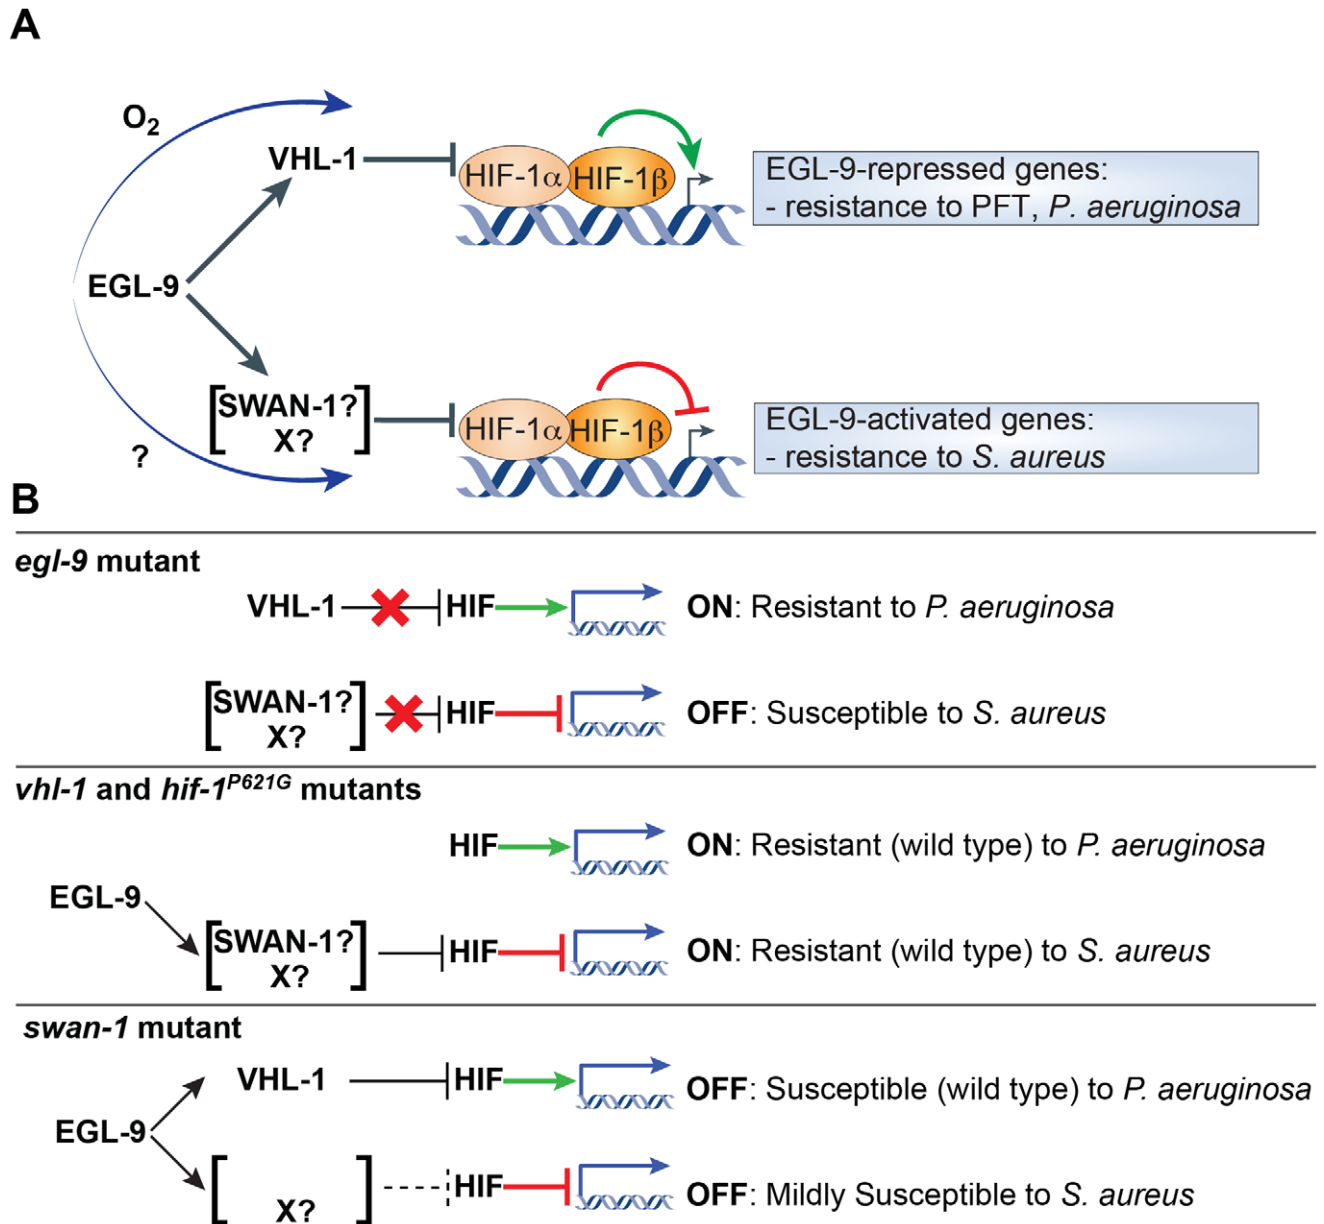 A
O2
VHL-1
HIF-1α HIF-1β
EGL-9-repressed genes:
- resistance to PFT, P. aeruginosa
EGL-9
[SWAN-1?
X?]
?
HIF-1α HIF-1β
EGL-9-activated genes:
- resistance to S. aureus
B
egl-9 mutant
VHL-1 HIF ON: Resistant to P. aeruginosa
[SWAN-1?
X?] HIF OFF: Susceptible to S. aureus
vhl-1 and hif-1P621G mutants
HIF ON: Resistant (wild type) to P. aeruginosa
EGL-9
[SWAN-1?
X?] HIF ON: Resistant (wild type) to S. aureus
swan-1 mutant
VHL-1 HIF OFF: Susceptible (wild type) to P. aeruginosa
EGL-9
[X?] HIF OFF: Mildly Susceptible to S. aureus